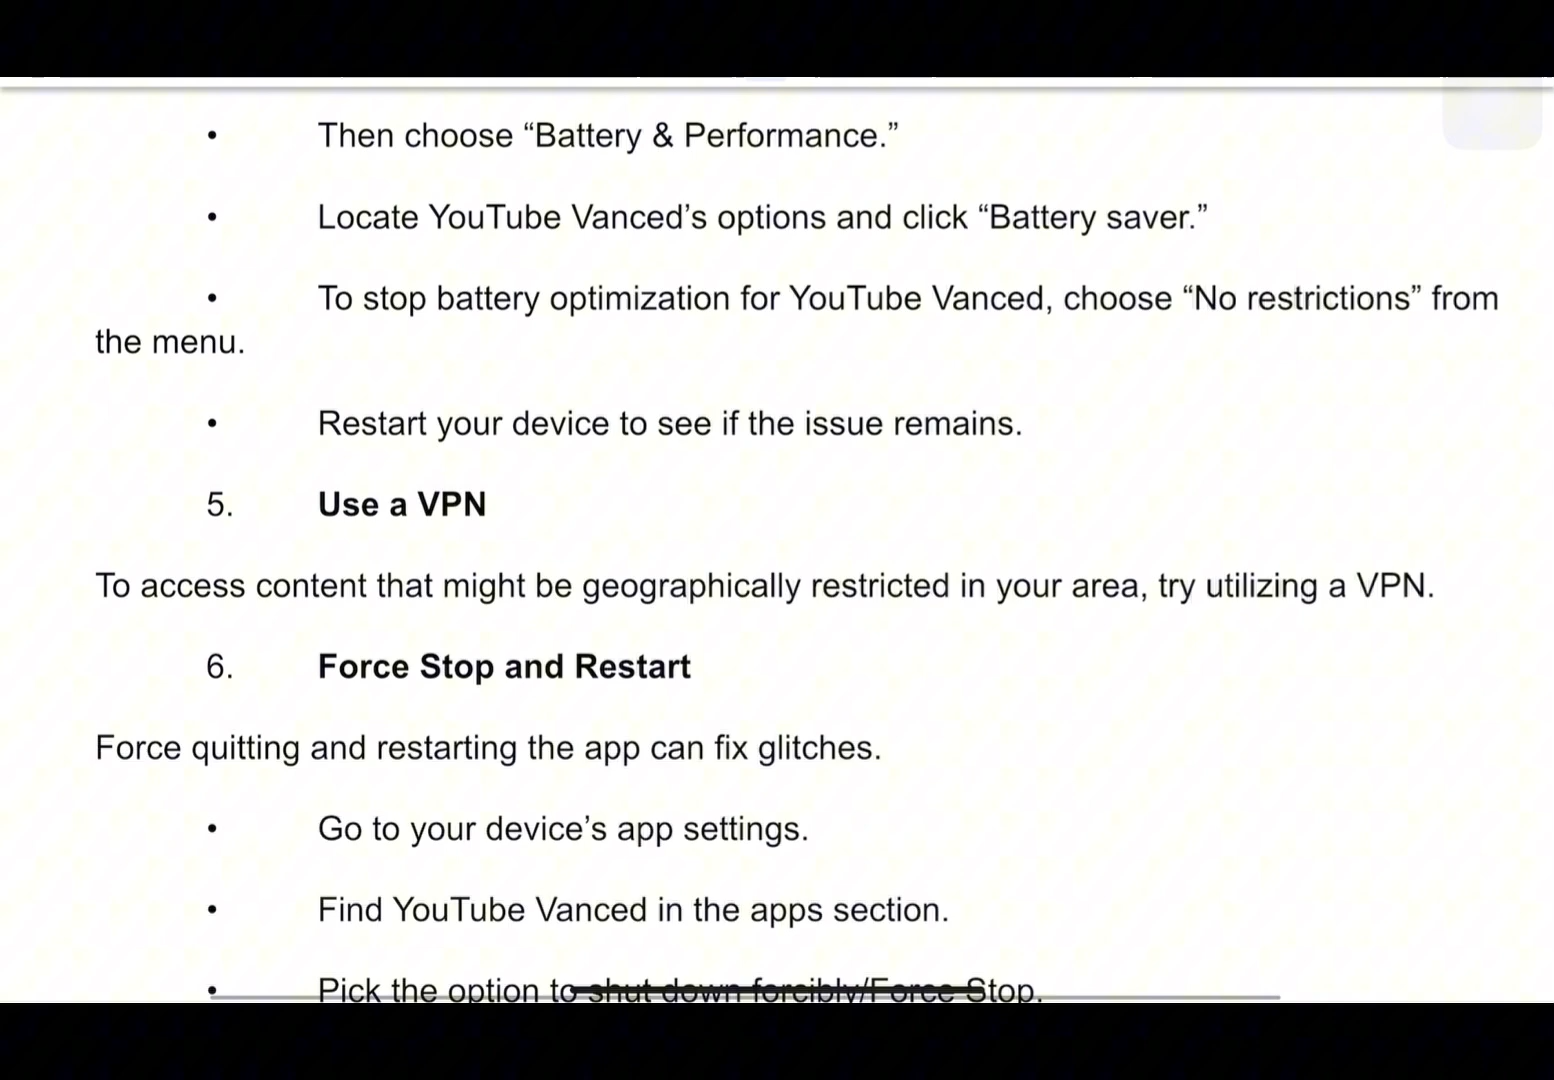 • Then choose “Battery & Performance.”
• Locate YouTube Vanced’s options and click “Battery saver.”
• To stop battery optimization for YouTube Vanced, choose “No restrictions” from
the menu.
• Restart your device to see if the issue remains.
5. Use a VPN
To access content that might be geographically restricted in your area, try utilizing a VPN.
6. Force Stop and Restart
Force quitting and restarting the app can fix glitches.
• Go to your device’s app settings.
• Find YouTube Vanced in the apps section.
• Pick the option to shut down forcibly/Force Stop.